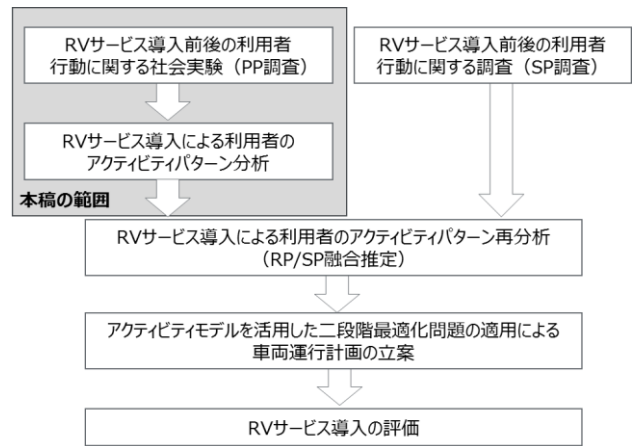 RVサービス導入前後の利用者
行動に関する社会実験（PP調査）
RVサービス導入による利用者の
アクティビティパターン分析
本稿の範囲
RVサービス導入前後の利用者
行動に関する調査（SP調査）
RVサービス導入による利用者のアクティビティパターン再分析
（RP/SP融合推定）
アクティビティモデルを活用した二段階最適化問題の適用による
車両運行計画の立案
RVサービス導入の評価